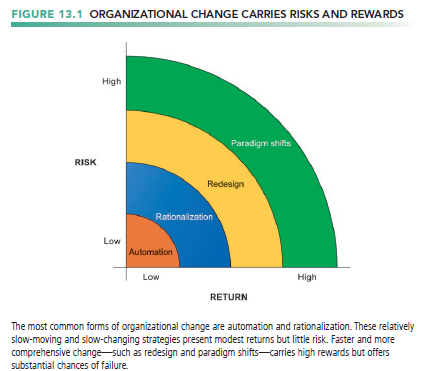 FIGURE 13.1 ORGANIZATIONAL CHANGE CARRIES RISKS AND REWARDS
High
Paradigm shifts
RISK
Redesign
Rationalization
Low
Automation
Low
High
RETURN
The most common forms of organizational change are automation and rationalization. These relatively
slow-moving and slow-changing strategies present modest returns but little risk. Faster and more
comprehensive change—such as redesign and paradigm shifts—carries high rewards but offers
substantial chances of failure.